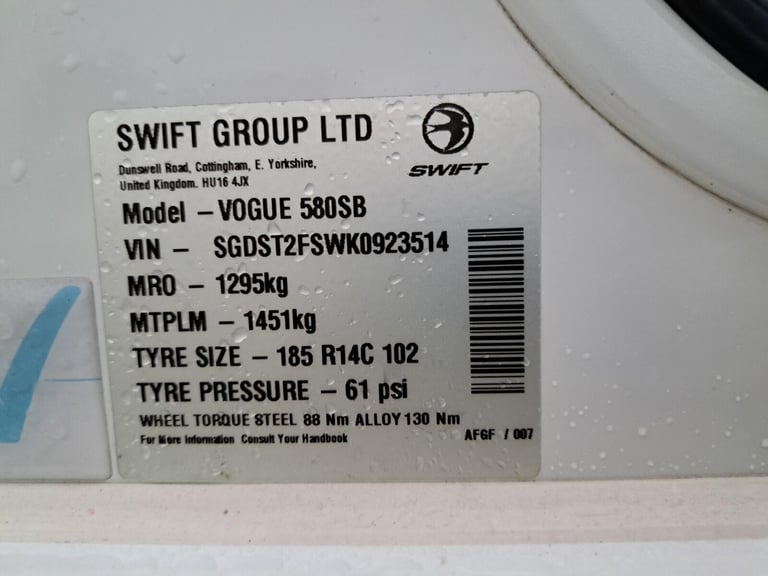 SWIFT GROUP LTD
SWIFT
Dunswell Road, Cottingham, E. Yorkshire,
United Kingdom. HU16 4JX
Model – VOGUE 580SB
VIN – SGDST2FSWK0923514
MRO – 1295kg
MTPLM – 1451kg
TYRE SIZE – 185 R14C 102
TYRE PRESSURE – 61 psi
WHEEL TORQUE STEEL 88 Nm ALLOY 130 Nm
For More Information Consult Your Handbook
AFGF / 007